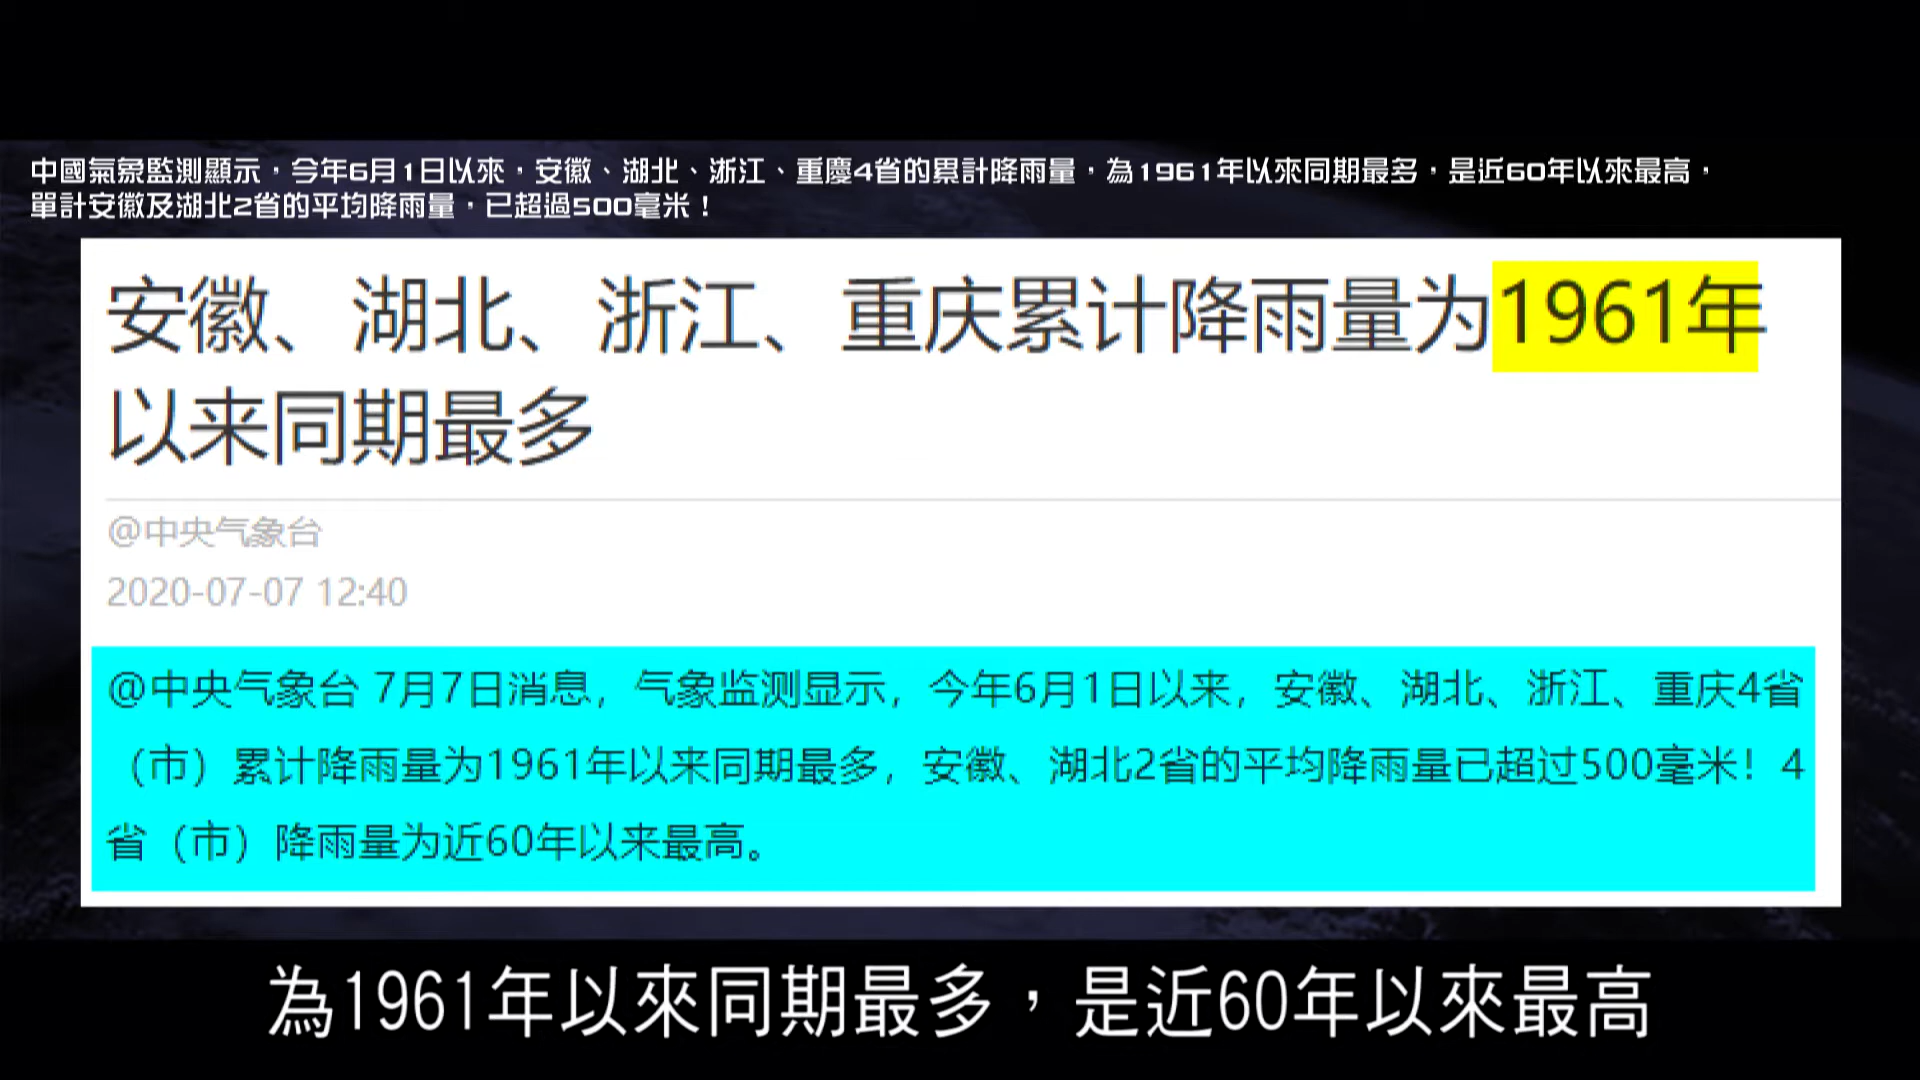 中國氣象監測顯示，今年6月1日以來，安徽、湖北、浙江、重慶4省的累計降雨量，為1961年以來同期最多，是近60年以來最高，
單計安徽及湖北2省的平均降雨量，已超過500毫米！
安徽、湖北、浙江、重庆累计降雨量为1961年
以来同期最多
@中央气象台
2020-07-07 12:40
@中央气象台 7月7日消息，气象监测显示，今年6月1日以来，安徽、湖北、浙江、重庆4省
（市）累计降雨量为1961年以来同期最多，安徽、湖北2省的平均降雨量已超过500毫米！4
省（市）降雨量为近60年以来最高。
為1961年以來同期最多，是近60年以來最高